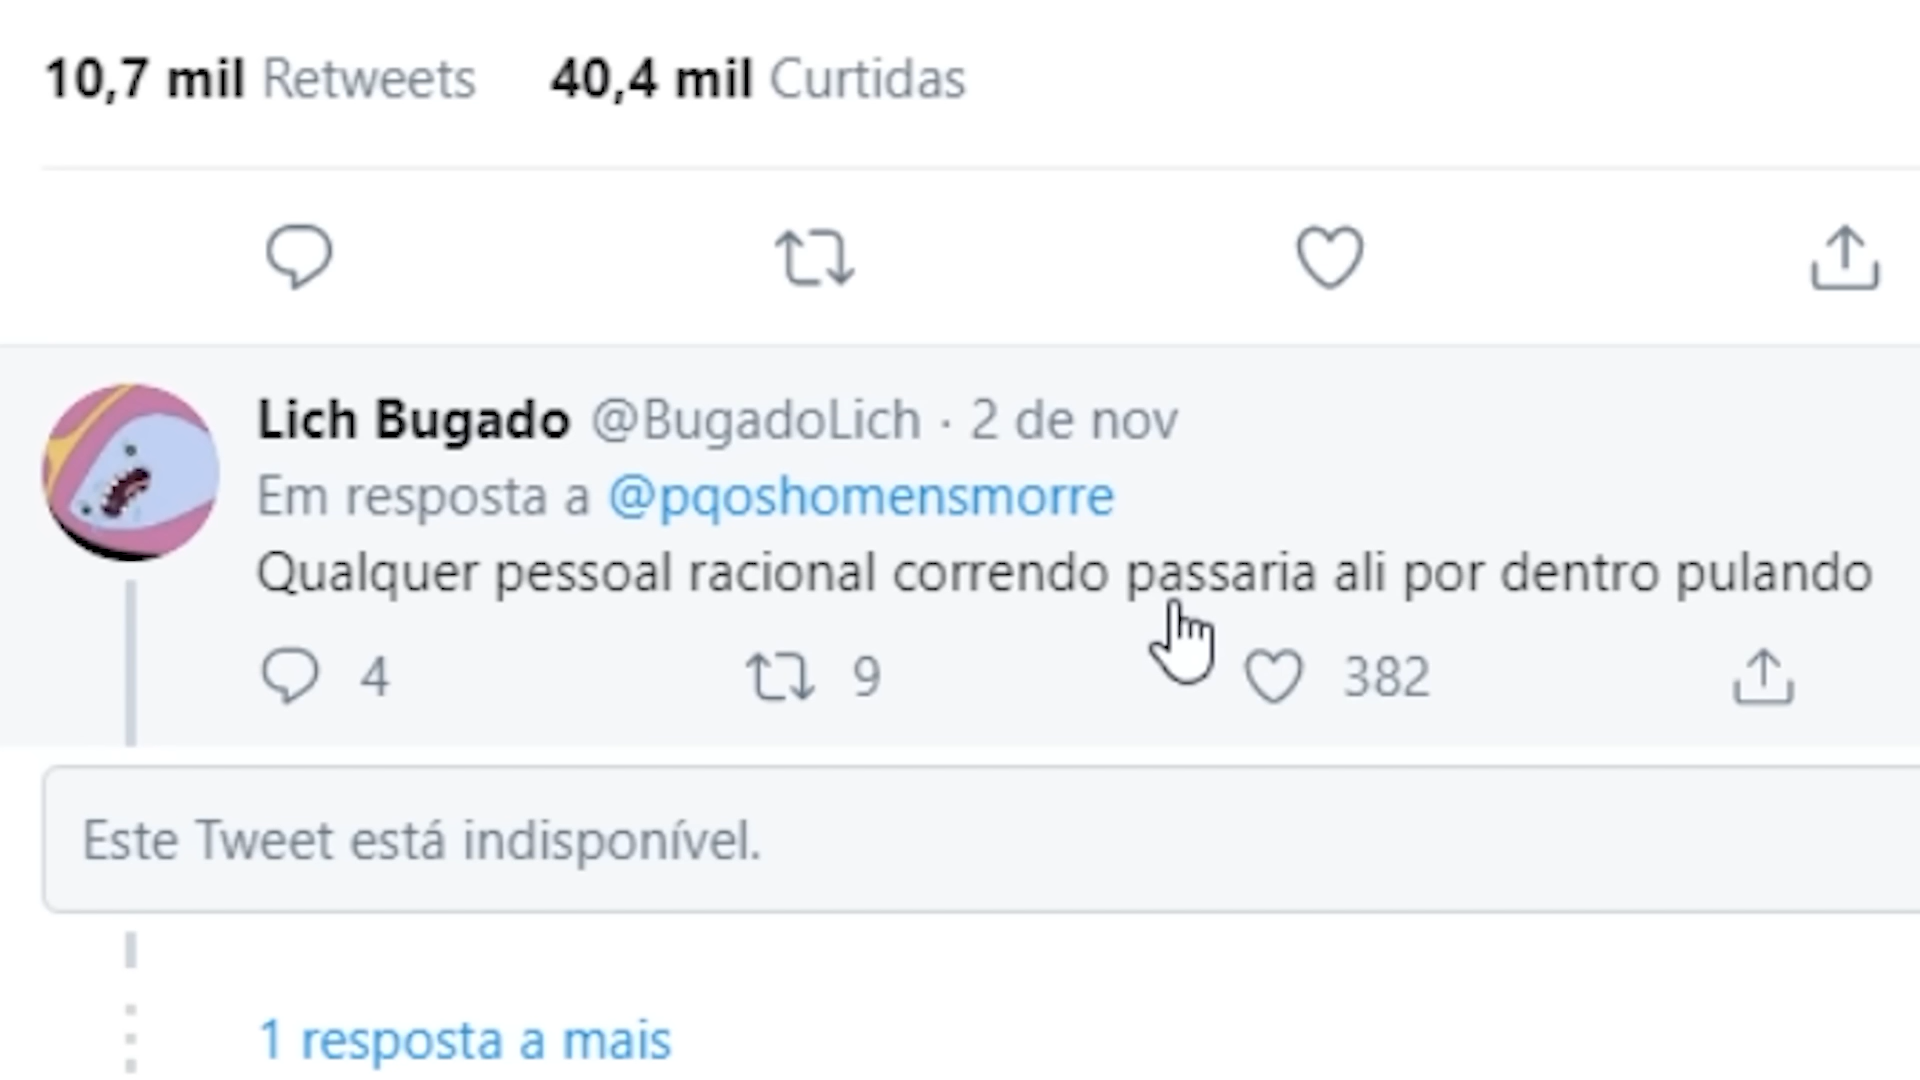 10,7 mil Retweets 40,4 mil Curtidas
Lich Bugado @BugadoLich · 2 de nov
Em resposta a @pqoshomensmorre
Qualquer pessoal racional correndo passaria ali por dentro pulando
4 9 382
Este Tweet está indisponível.
1 resposta a mais